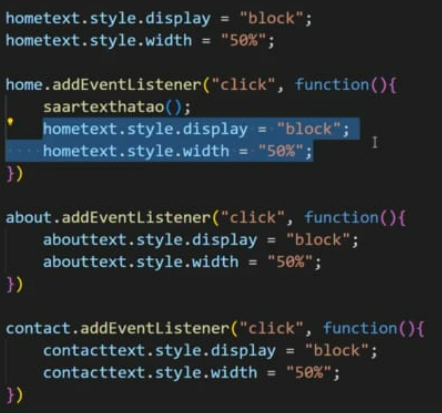 hometext.style.display = "block";
hometext.style.width = "50%";
home.addEventListener("click", function(){
saartexthatao();
hometext.style.display = "block";
hometext.style.width = "50%";
})
about.addEventListener("click", function(){
abouttext.style.display = "block";
abouttext.style.width = "50%";
})
contact.addEventListener("click", function(){
contacttext.style.display = "block";
contacttext.style.width = "50%";
})